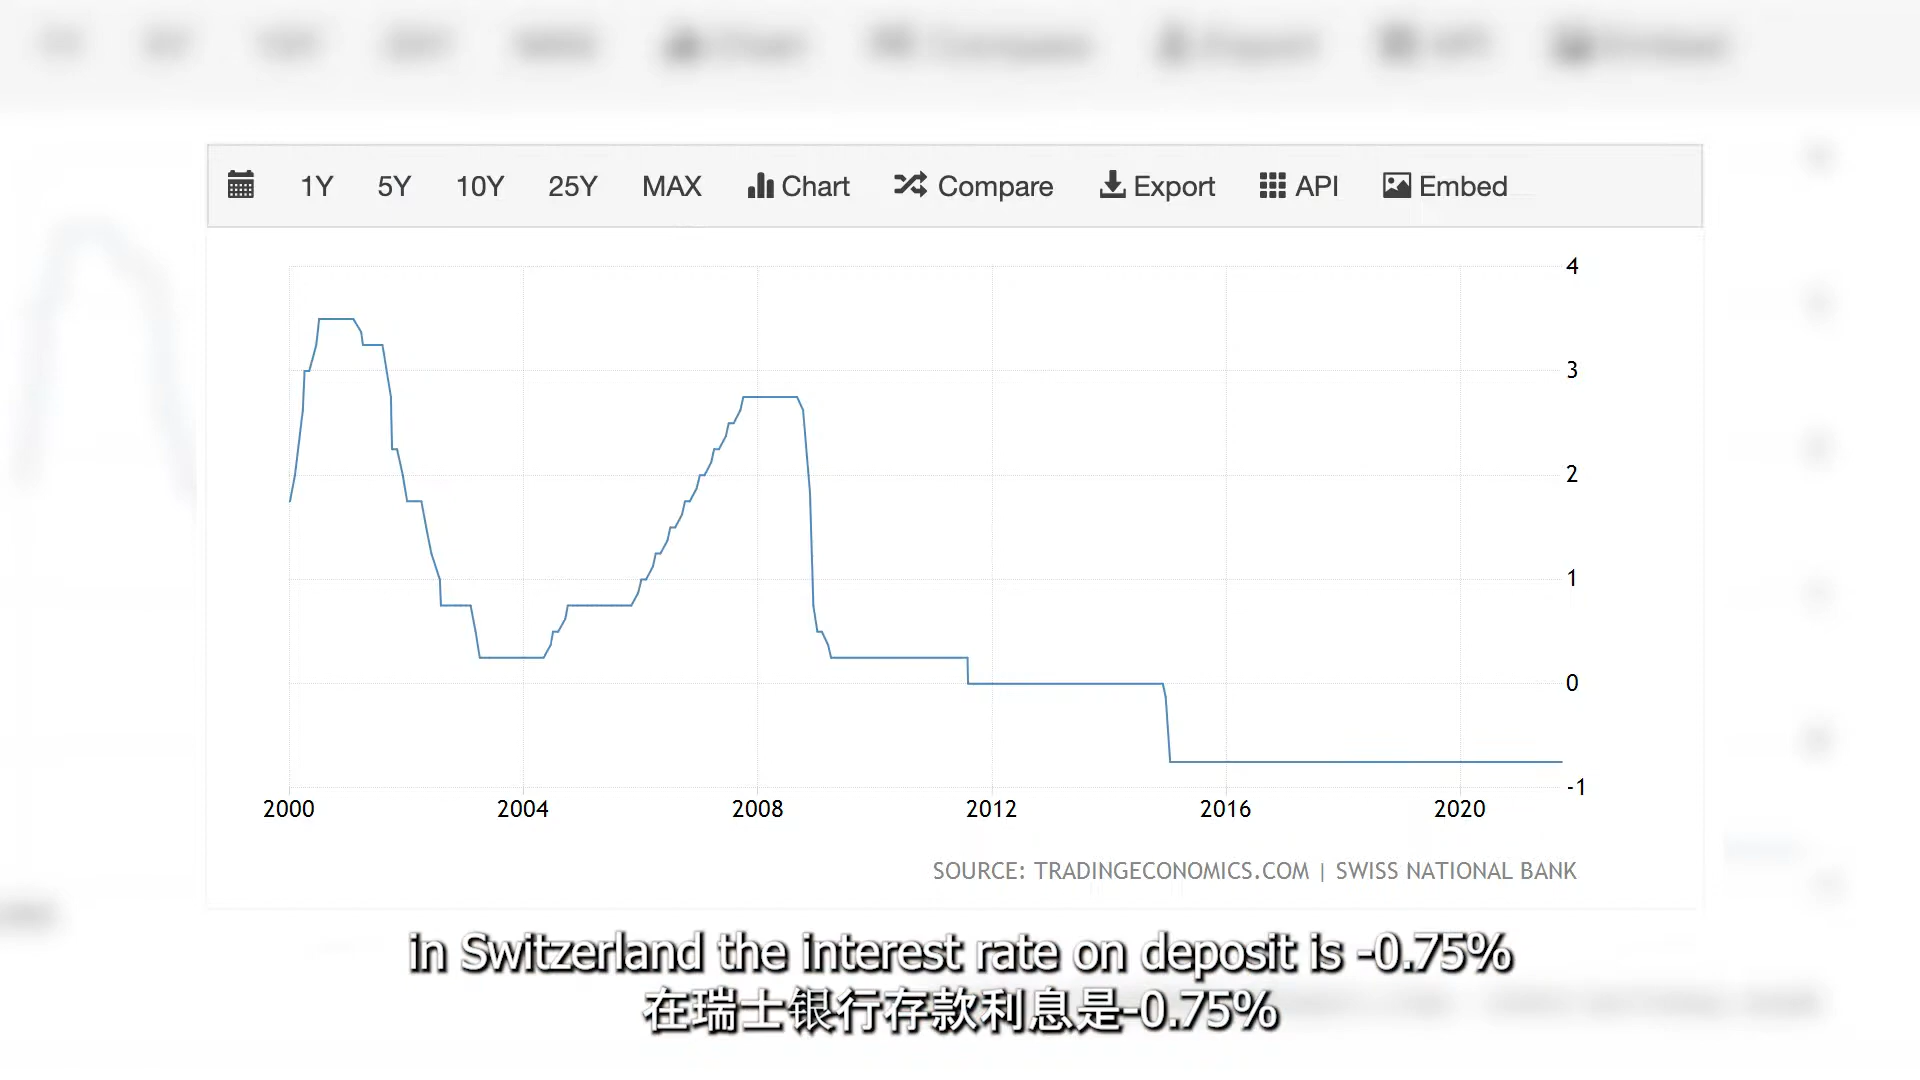 1Y 5Y 10Y 25Y MAX Chart Compare Export API Embed
4
3
2
1
0
-1
2000 2004 2008 2012 2016 2020
SOURCE: TRADINGECONOMICS.COM | SWISS NATIONAL BANK
in Switzerland the interest rate on deposit is -0.75%
在瑞士银行存款利息是-0.75%